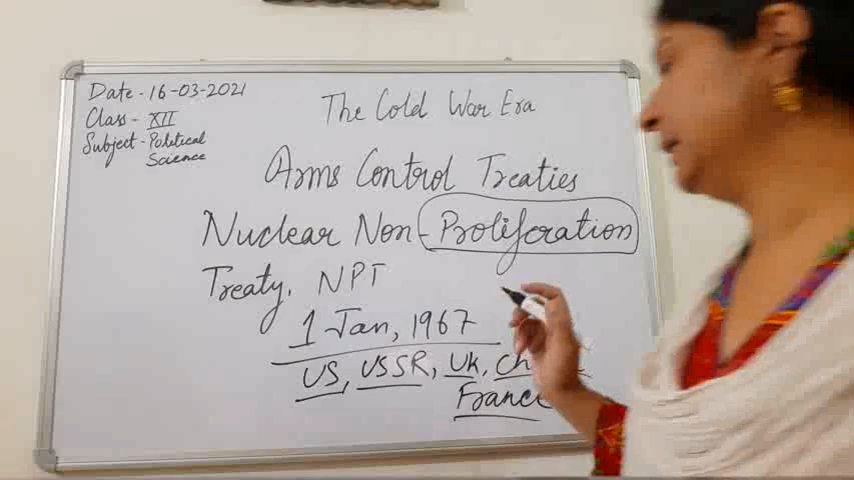 Date - 16-03-2021
Class - XII
Subject - Political
Science
The Cold War Era
Arms Control Treaties
Nuclear Non-Proliferation
Treaty, NPT
1 Jan, 1967
US, USSR, UK,
France